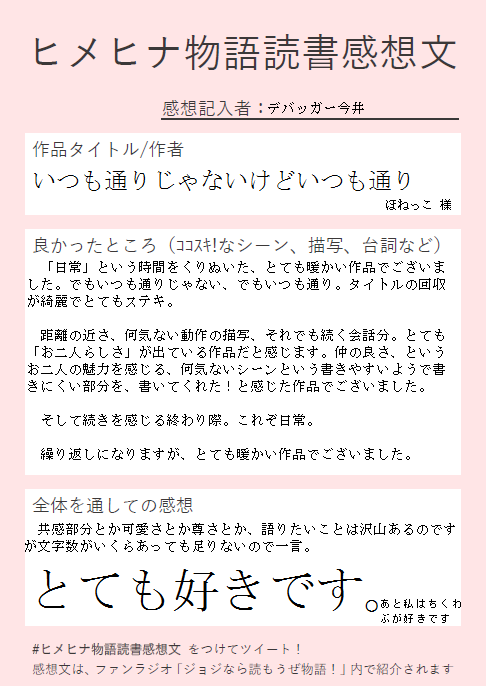 ヒメヒナ物語読書感想文
感想記入者：デバッガー今井
作品タイトル/作者
いつも通りじゃないけどいつも通り
ほねっこ 様
良かったところ（ｺｺｽｷ!なシーン、描写、台詞など）
「日常」という時間をくりぬいた、とても暖かい作品でございま
した。でもいつも通りじゃない、でもいつも通り。タイトルの回収
が綺麗でとてもステキ。
距離の近さ、何気ない動作の描写、それでも続く会話分。とても
「お二人らしさ」が出ている作品だと感じます。仲の良さ、という
お二人の魅力を感じる、何気ないシーンという書きやすいようで書
きにくい部分を、書いてくれた！と感じた作品でございました。
そして続きを感じる終わり際。これぞ日常。
繰り返しになりますが、とても暖かい作品でございました。
全体を通しての感想
共感部分とか可愛さとか尊さとか、語りたいことは沢山あるのです
が文字数がいくらあっても足りないので一言。
とても好きです。
あと私はちくわ
ぶが好きです
#ヒメヒナ物語読書感想文 をつけてツイート！
感想文は、ファンラジオ「ジョジなら読もうぜ物語！」内で紹介されます